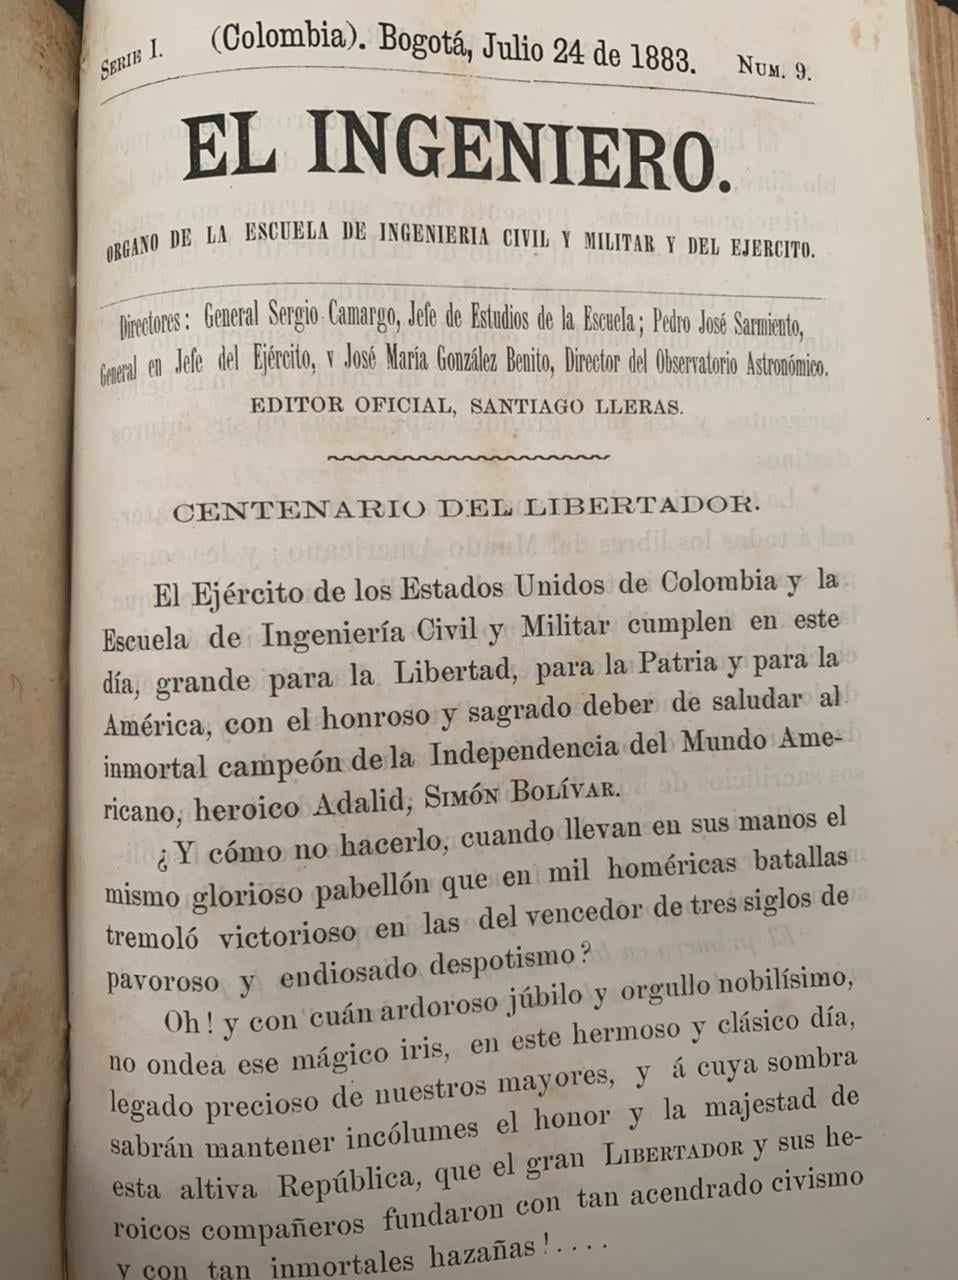 SERIE I. (Colombia). Bogotá, Julio 24 de 1883. NUM. 9.
EL INGENIERO.
ORGANO DE LA ESCUELA DE INGENIERIA CIVIL Y MILITAR Y DEL EJERCITO.
Directores: General Sergio Camargo, Jefe de Estudios de la Escuela; Pedro José Sarmiento,
General en Jefe del Ejército, y José María González Benito, Director del Observatorio Astronómico.
EDITOR OFICIAL, SANTIAGO LLERAS.
CENTENARIO DEL LIBERTADOR.
El Ejército de los Estados Unidos de Colombia y la
Escuela de Ingeniería Civil y Militar cumplen en este
día, grande para la Libertad, para la Patria y para la
América, con el honroso y sagrado deber de saludar al
inmortal campeón de la Independencia del Mundo Ame-
ricano, heroico Adalid, SIMÓN BOLÍVAR.
¿Y cómo no hacerlo, cuando llevan en sus manos el
mismo glorioso pabellón que en mil homéricas batallas
tremoló victorioso en las del vencedor de tres siglos de
pavoroso y endiosado despotismo?
Oh! y con cuán ardoroso júbilo y orgullo nobilísimo,
no ondea ese mágico iris, en este hermoso y clásico día,
legado precioso de nuestros mayores, y á cuya sombra
sabrán mantener incólumes el honor y la majestad de
esta altiva República, que el gran LIBERTADOR y sus he-
roicos compañeros fundaron con tan acendrado civismo
y con tan inmortales hazañas!....